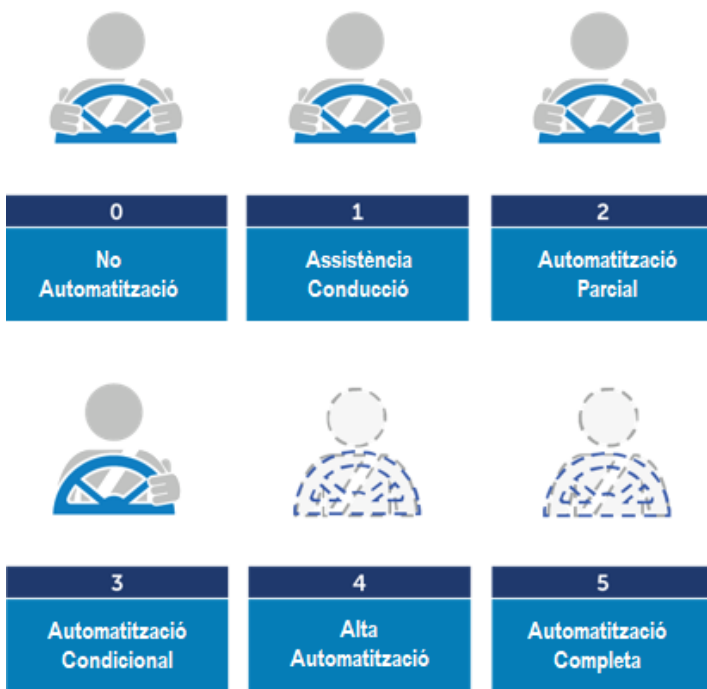 0
No
Automatització
1
Assistència
Conducció
2
Automatització
Parcial
3
Automatització
Condicional
4
Alta
Automatització
5
Automatització
Completa